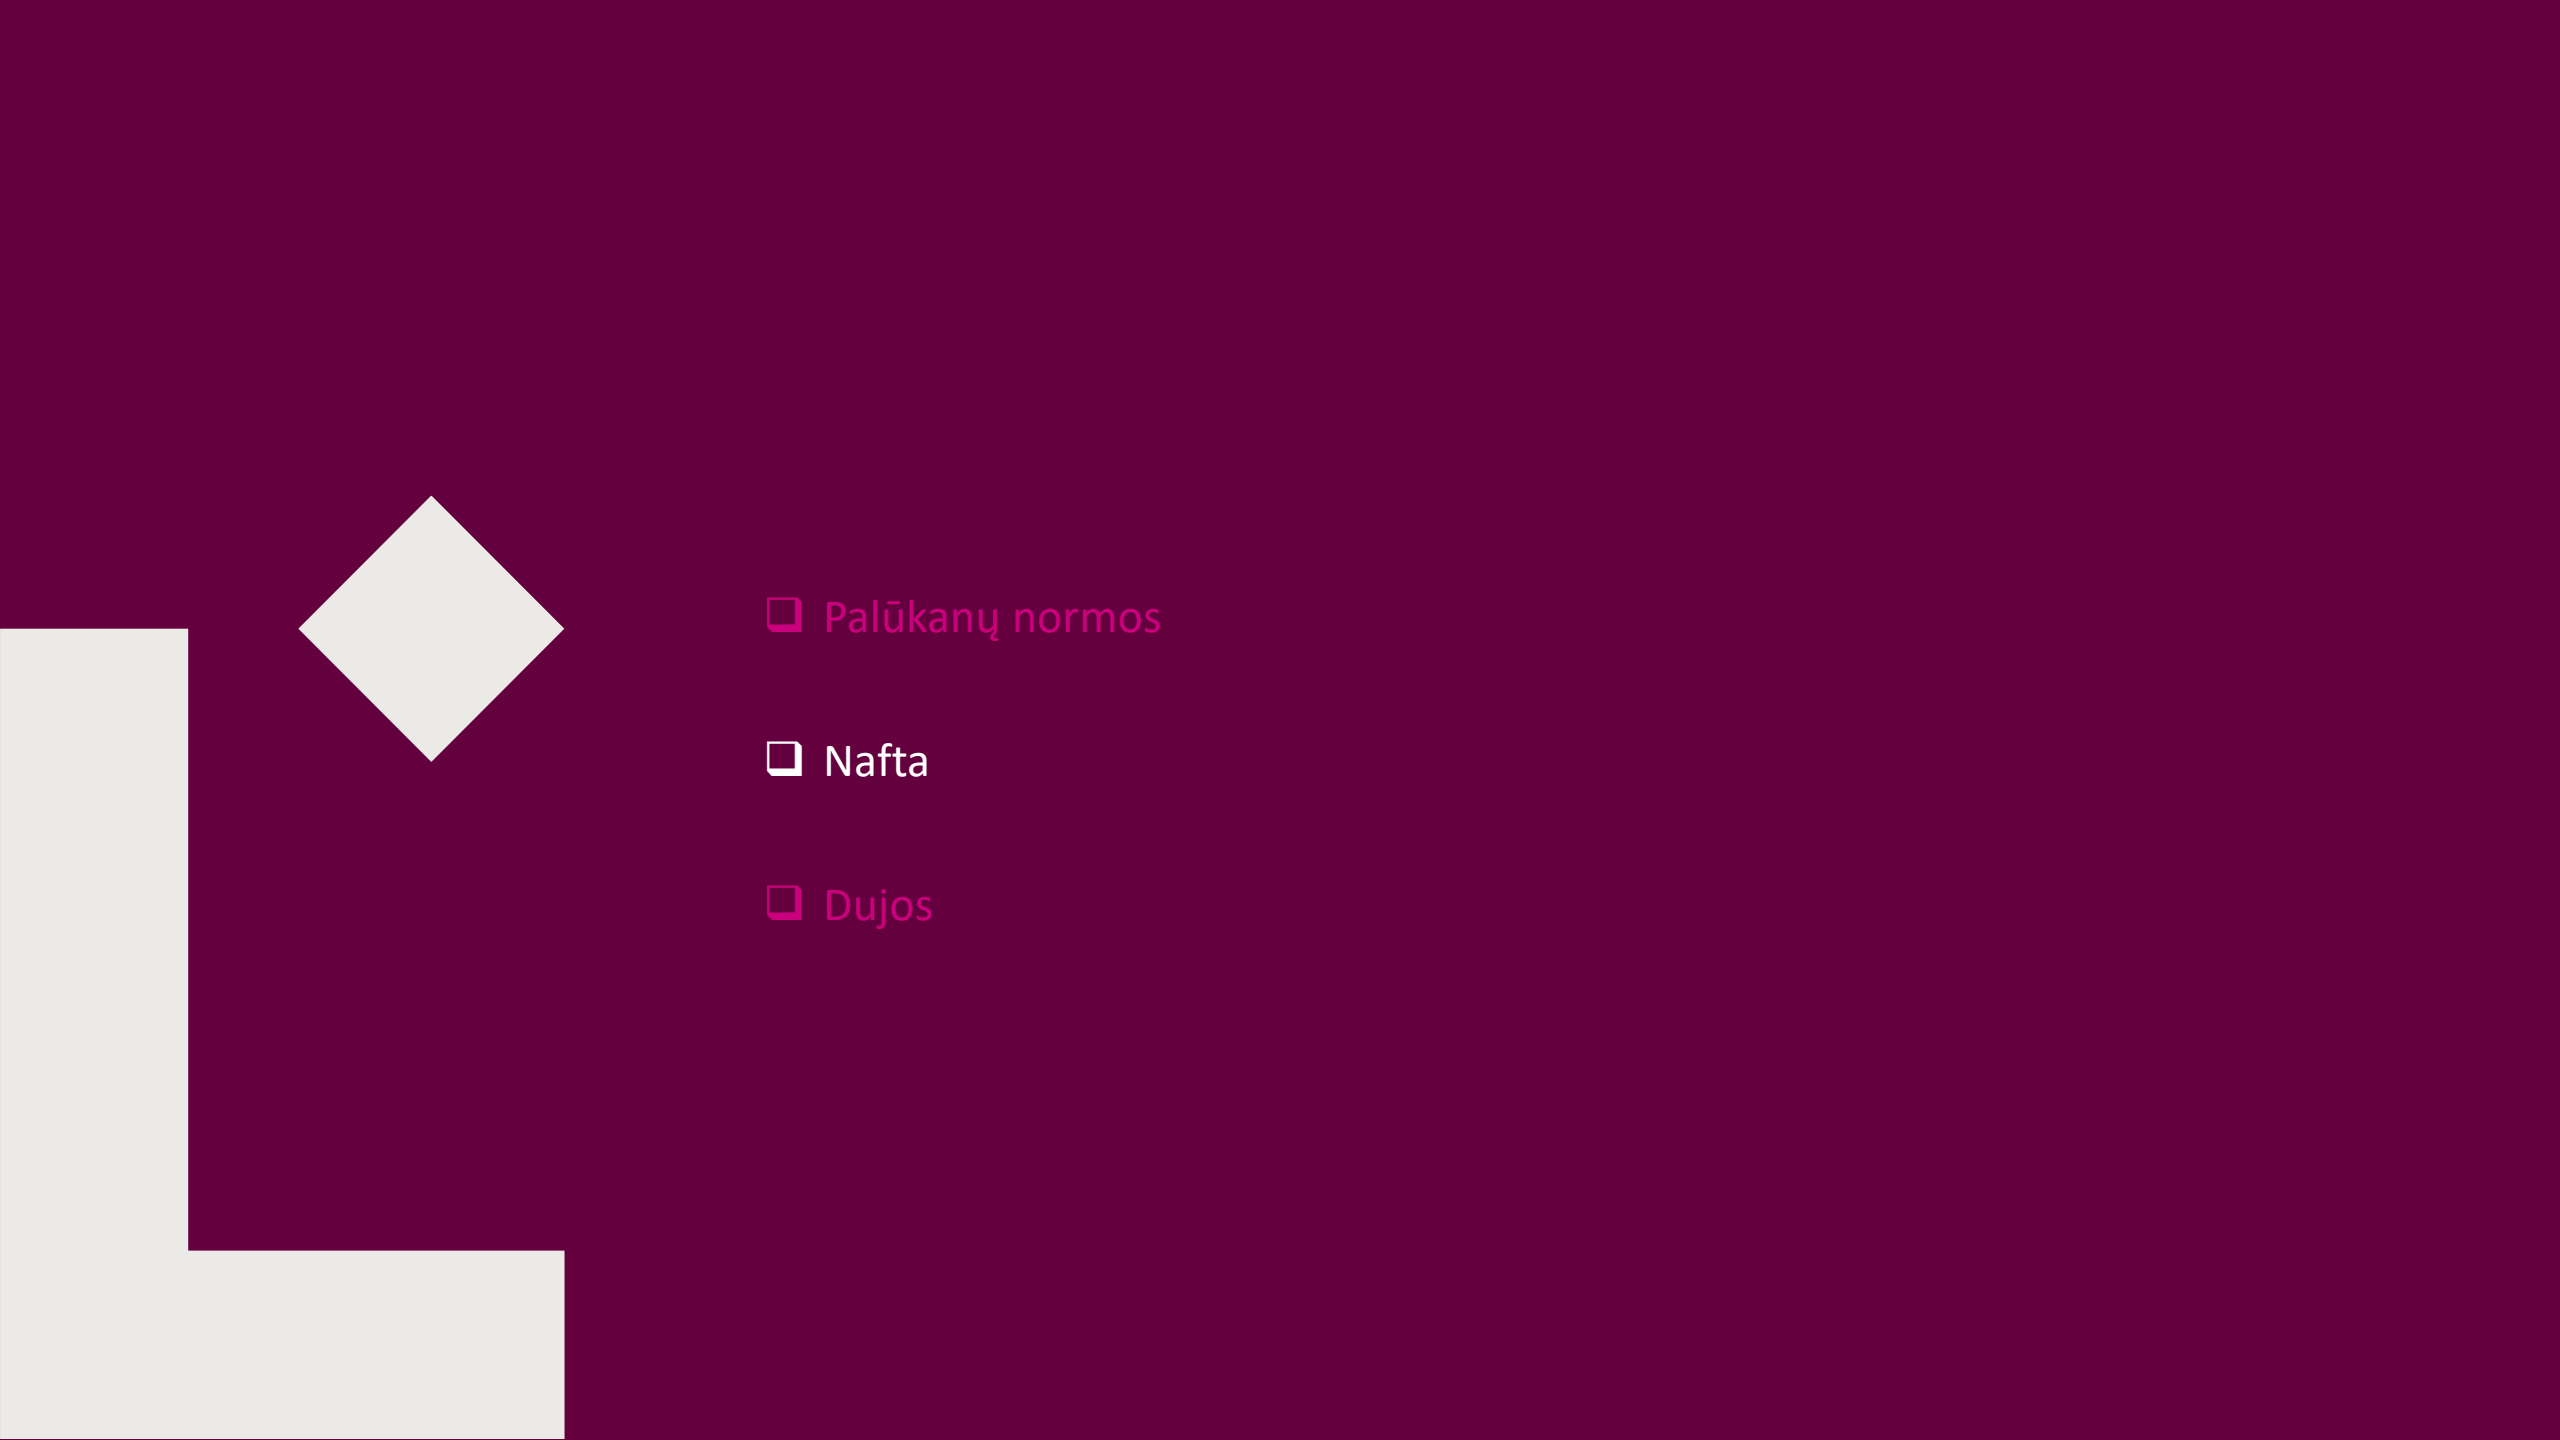 ❑ Palūkanų normos
❑ Nafta
❑ Dujos